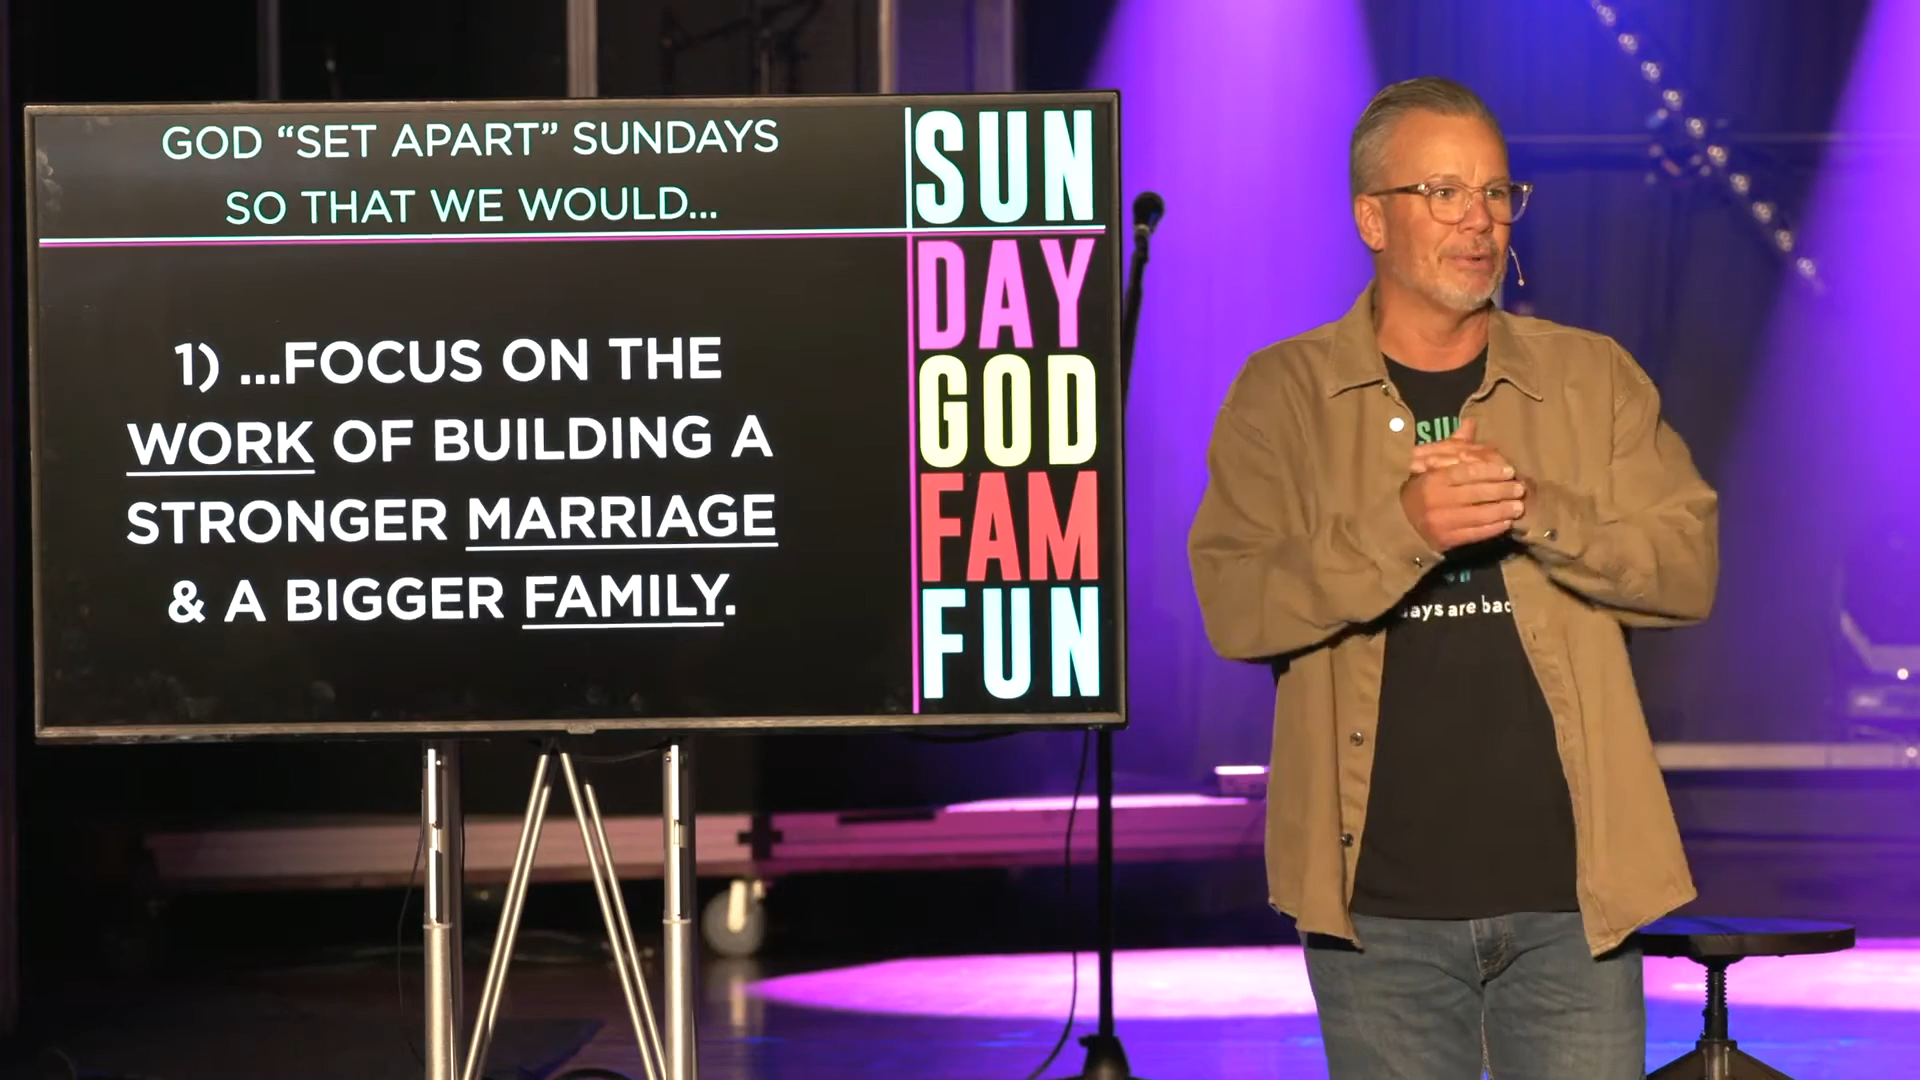 GOD “SET APART” SUNDAYS
SO THAT WE WOULD...
1) ...FOCUS ON THE
WORK OF BUILDING A
STRONGER MARRIAGE
& A BIGGER FAMILY.
SUN
DAY
GOD
FAM
FUN
are